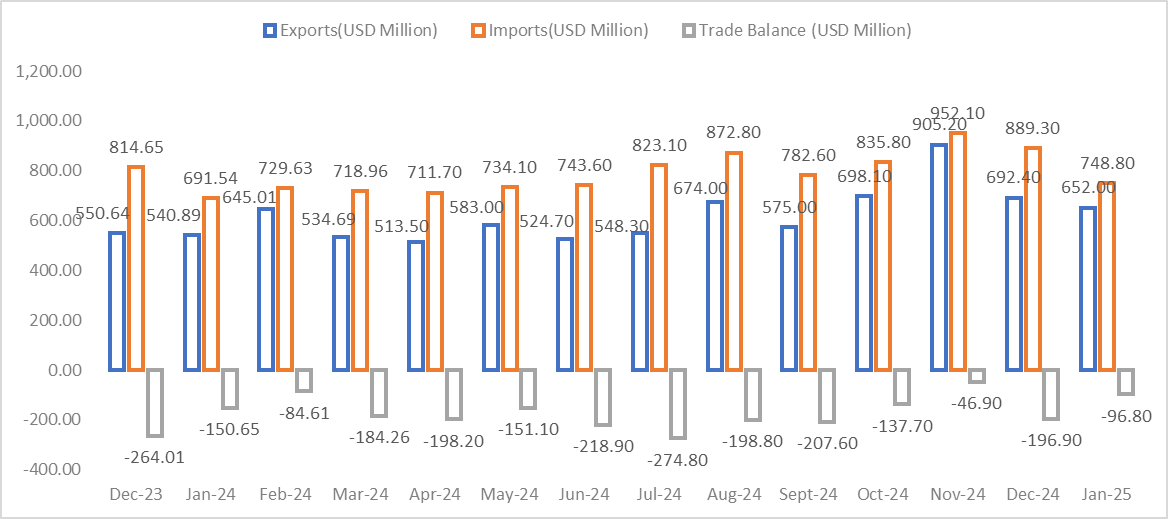 Exports(USD Million) Imports(USD Million) Trade Balance (USD Million)
1,200.00
1,000.00
800.00
600.00
400.00
200.00
0.00
-200.00
-400.00
814.65 691.54 729.63 718.96 711.70 734.10 743.60 823.10 872.80 782.60 835.80 952.10 889.30 748.80
550.64 540.89 645.01 534.69 513.50 583.00 524.70 548.30 674.00 575.00 698.10 905.20 692.40 652.00
-264.01 -150.65 -84.61 -184.26 -198.20 -151.10 -218.90 -274.80 -198.80 -207.60 -137.70 -46.90 -196.90 -96.80
Dec-23 Jan-24 Feb-24 Mar-24 Apr-24 May-24 Jun-24 Jul-24 Aug-24 Sept-24 Oct-24 Nov-24 Dec-24 Jan-25